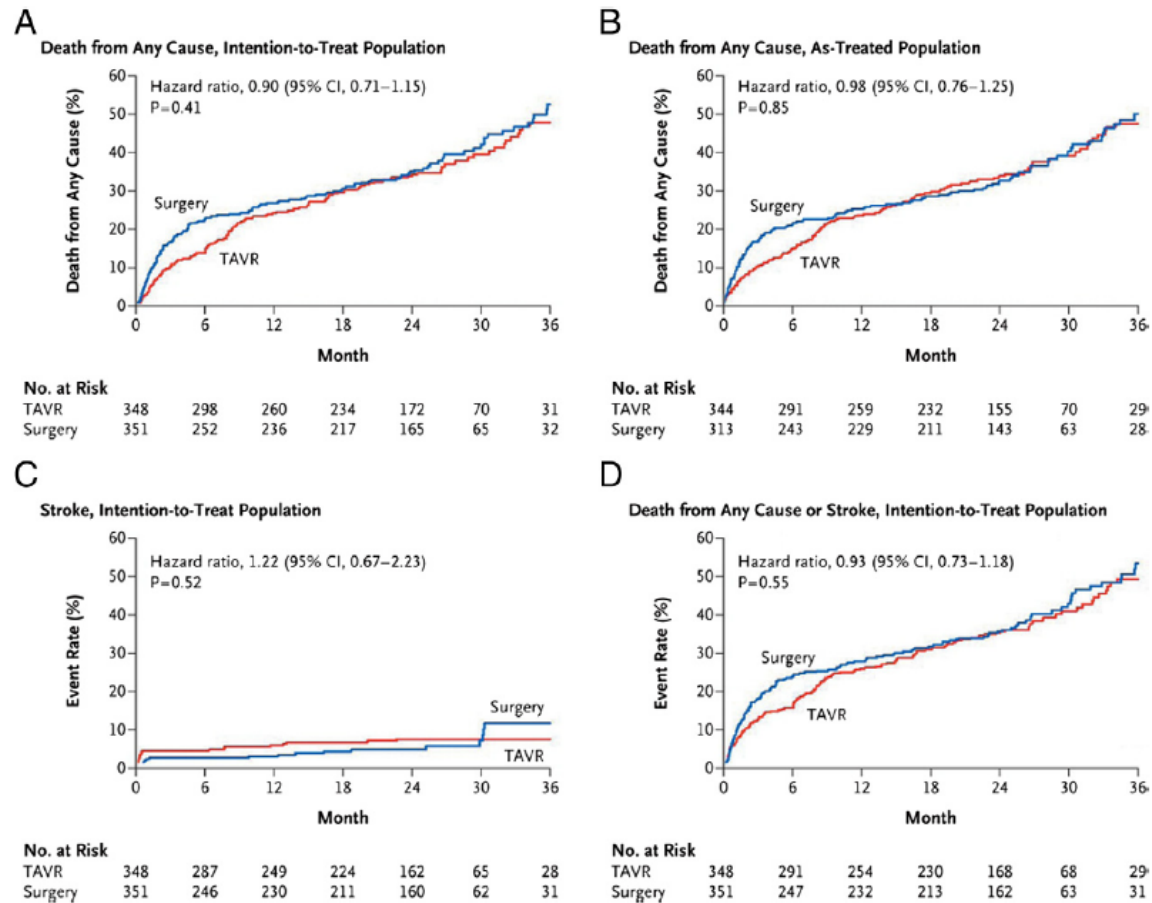 A
Death from Any Cause, Intention-to-Treat Population
Hazard ratio, 0.90 (95% CI, 0.71–1.15)
P=0.41
Death from Any Cause (%)
60
50
40
30
20
10
0
Surgery
TAVR
0 6 12 18 24 30 36
Month
No. at Risk
TAVR 348 298 260 234 172 70 31
Surgery 351 252 236 217 165 65 32
B
Death from Any Cause, As-Treated Population
Hazard ratio, 0.98 (95% CI, 0.76–1.25)
P=0.85
Death from Any Cause (%)
60
50
40
30
20
10
0
Surgery
TAVR
0 6 12 18 24 30 36
Month
No. at Risk
TAVR 344 291 259 232 155 70 29
Surgery 313 243 229 211 143 63 28
C
Stroke, Intention-to-Treat Population
Hazard ratio, 1.22 (95% CI, 0.67–2.23)
P=0.52
Event Rate (%)
60
50
40
30
20
10
0
Surgery
TAVR
0 6 12 18 24 30 36
Month
No. at Risk
TAVR 348 287 249 224 162 65 28
Surgery 351 246 230 211 160 62 31
D
Death from Any Cause or Stroke, Intention-to-Treat Population
Hazard ratio, 0.93 (95% CI, 0.73–1.18)
P=0.55
Event Rate (%)
60
50
40
30
20
10
0
Surgery
TAVR
0 6 12 18 24 30 36
Month
No. at Risk
TAVR 348 291 254 230 168 68 29
Surgery 351 247 232 213 162 63 31